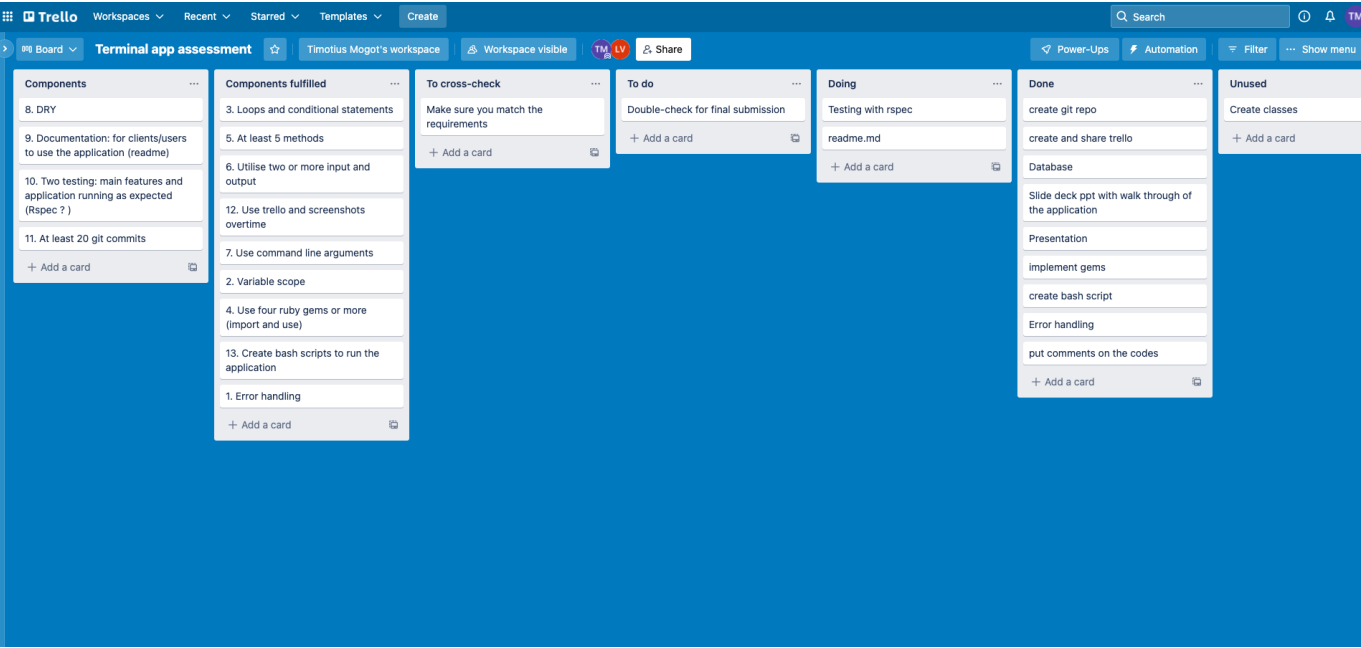 Trello
Workspaces
Recent
Starred
Templates
Create
Search
TM
Board
Terminal app assessment
Timotius Mogot's workspace
Workspace visible
TM
LV
Share
Power-Ups
Automation
Filter
··· Show menu
Components
8. DRY
9. Documentation: for clients/users
to use the application (readme)
10. Two testing: main features and
application running as expected
(Rspec ? )
11. At least 20 git commits
+ Add a card
Components fulfilled
3. Loops and conditional statements
5. At least 5 methods
6. Utilise two or more input and
output
12. Use trello and screenshots
overtime
7. Use command line arguments
2. Variable scope
4. Use four ruby gems or more
(import and use)
13. Create bash scripts to run the
application
1. Error handling
+ Add a card
To cross-check
Make sure you match the
requirements
+ Add a card
To do
Double-check for final submission
+ Add a card
Doing
Testing with rspec
readme.md
+ Add a card
Done
create git repo
create and share trello
Database
Slide deck ppt with walk through of
the application
Presentation
implement gems
create bash script
Error handling
put comments on the codes
+ Add a card
Unused
Create classes
+ Add a card